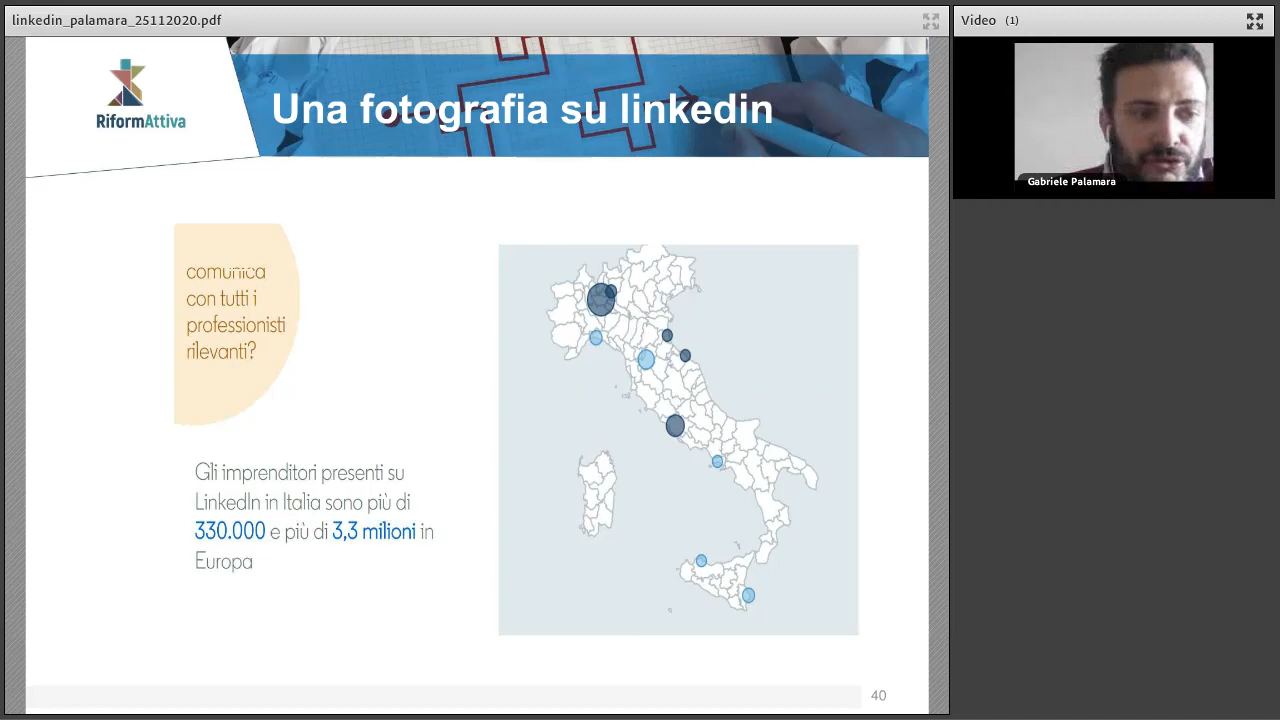 linkedin_palamara_25112020.pdf
Video (1)
RiformAttiva
Una fotografia su linkedin
Gabriele Palamara
comunica
con tutti i
professionisti
rilevanti?
Gli imprenditori presenti su
LinkedIn in Italia sono più di
330.000 e più di 3,3 milioni in
Europa
40